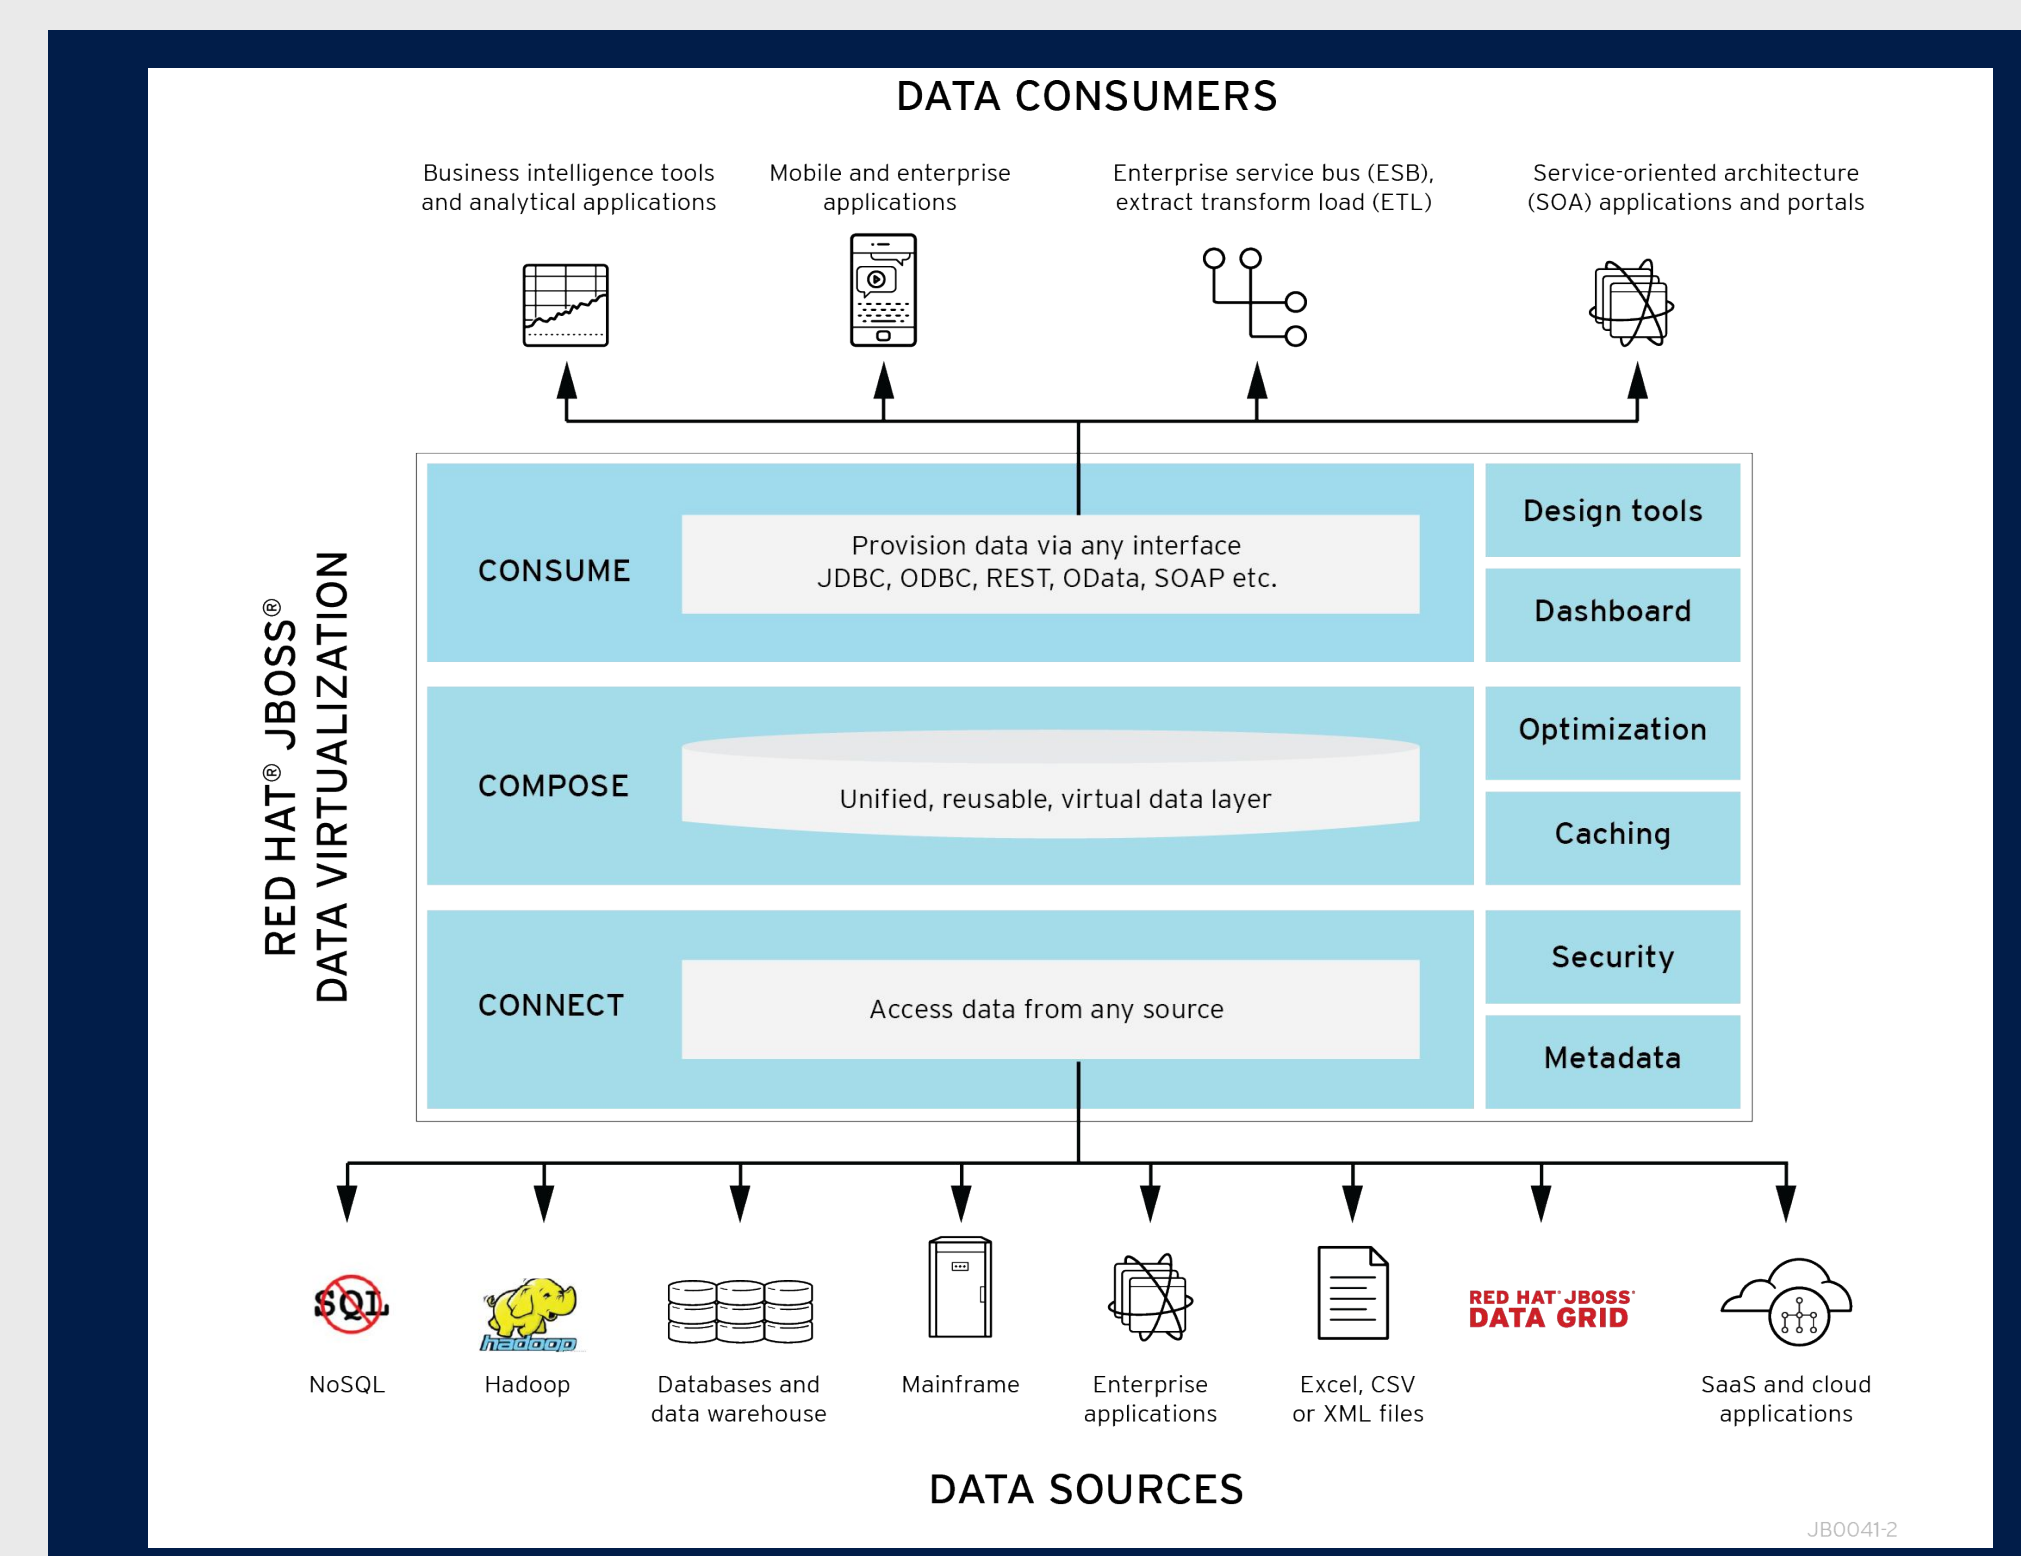 DATA CONSUMERS
Business intelligence tools
and analytical applications
Mobile and enterprise
applications
Enterprise service bus (ESB),
extract transform load (ETL)
Service-oriented architecture
(SOA) applications and portals
RED HAT® JBOSS®
DATA VIRTUALIZATION
CONSUME
Provision data via any interface
JDBC, ODBC, REST, OData, SOAP etc.
Design tools
Dashboard
COMPOSE
Unified, reusable, virtual data layer
Optimization
Caching
CONNECT
Access data from any source
Security
Metadata
SQL
hadoop
RED HAT® JBOSS®
DATA GRID
NoSQL
Hadoop
Databases and
data warehouse
Mainframe
Enterprise
applications
Excel, CSV
or XML files
SaaS and cloud
applications
DATA SOURCES
JB0041-2